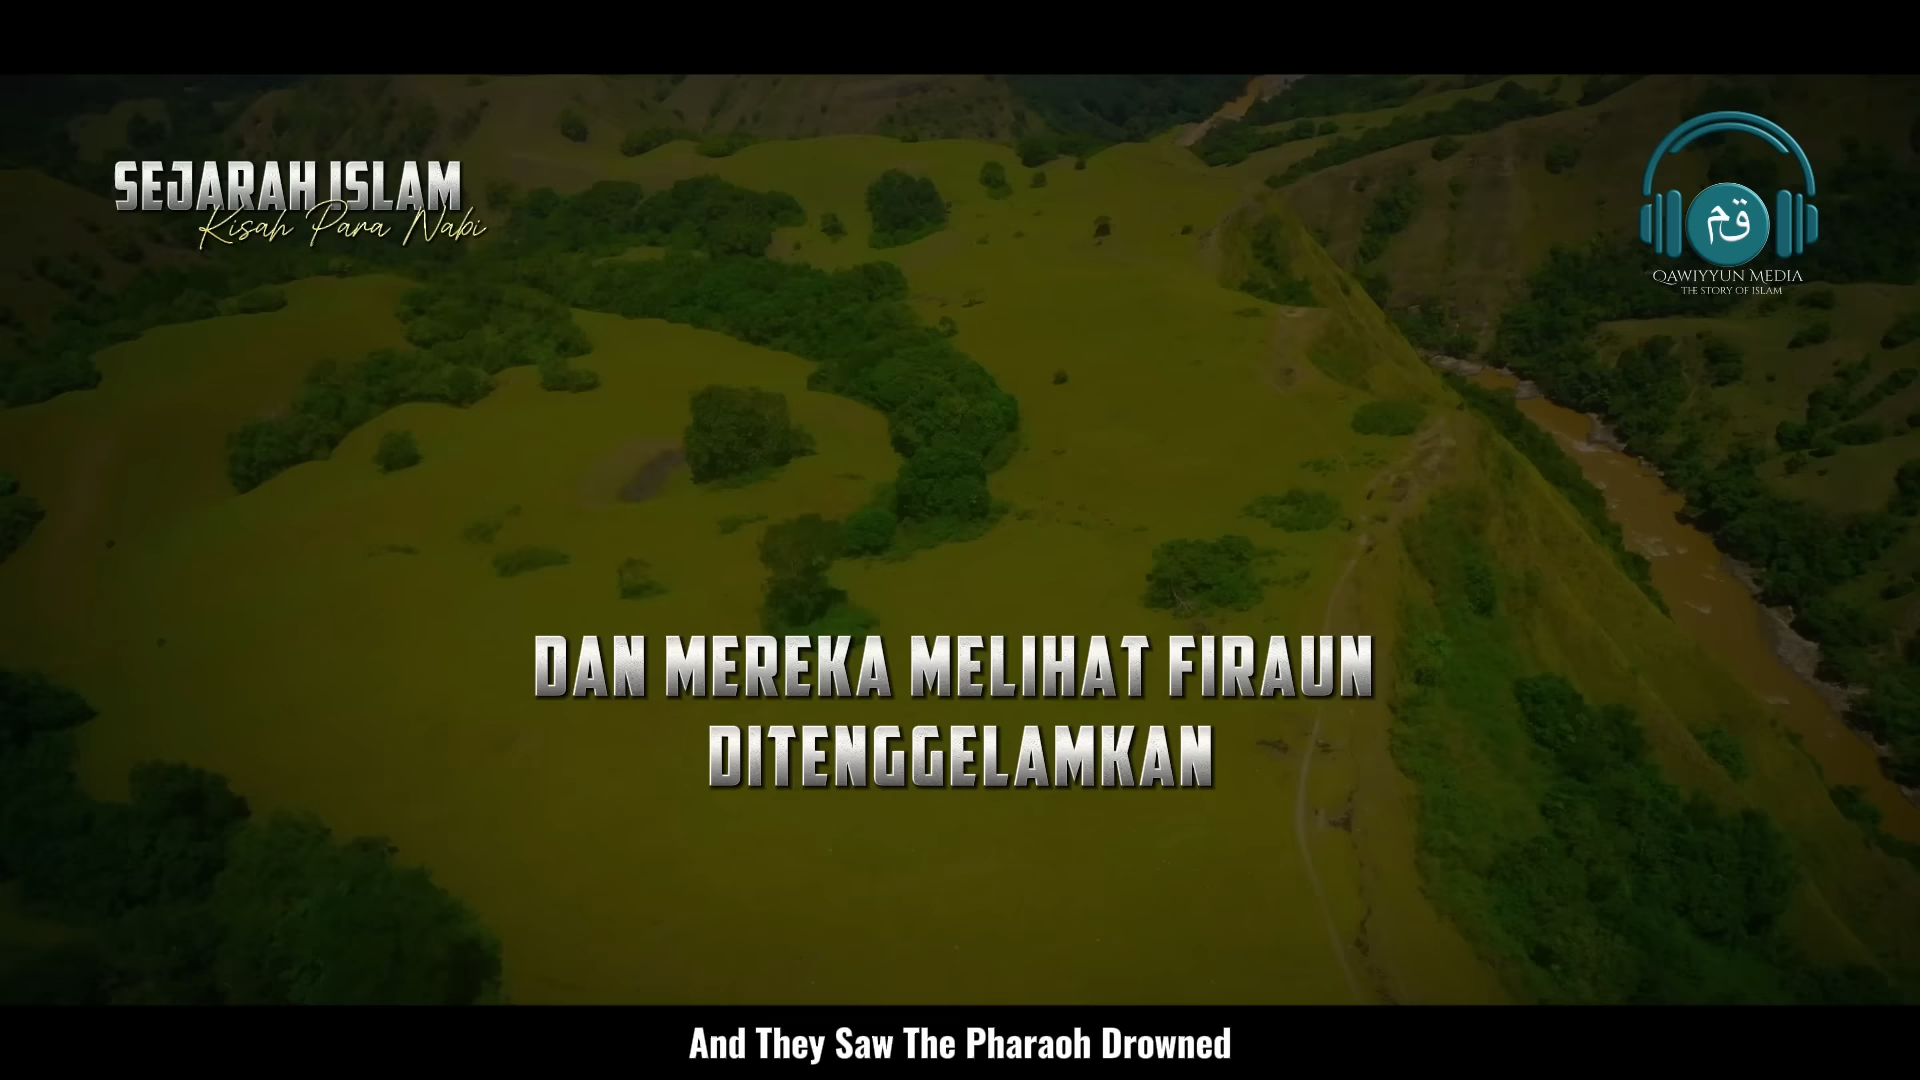 SEJARAH ISLAM
Kisah Para Nabi
قم
QAWIYYUN MEDIA
THE STORY OF ISLAM
DAN MEREKA MELIHAT FIRAUN
DITENGGELAMKAN
And They Saw The Pharaoh Drowned